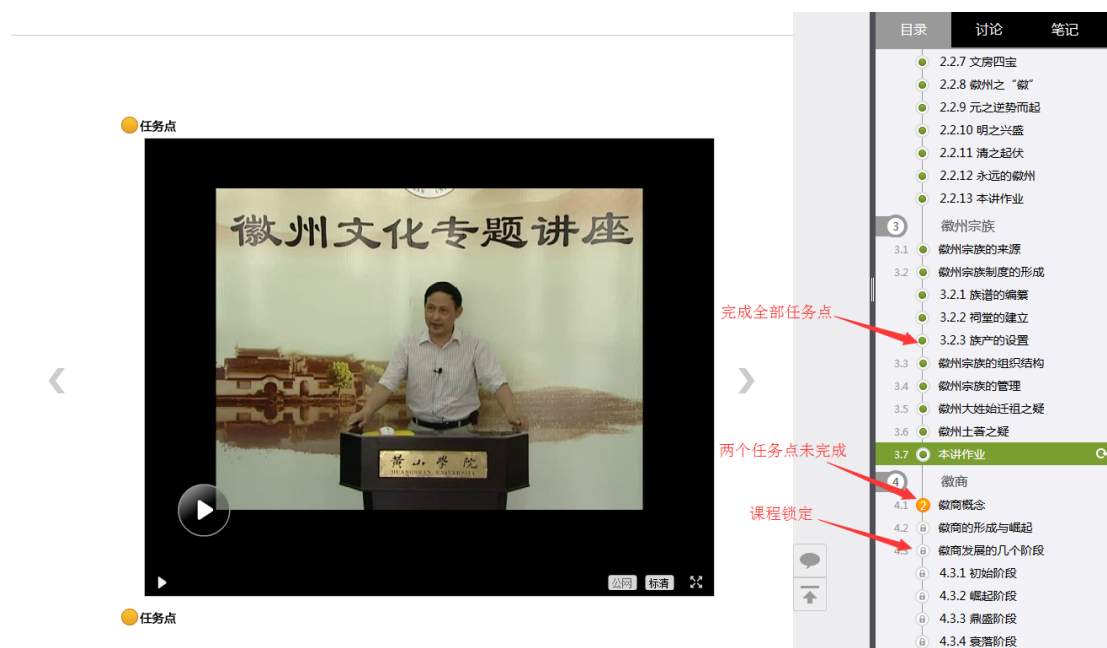 目录 讨论 笔记
2.2.7 文房四宝
2.2.8 徽州之“徽”
2.2.9 元之逆势而起
2.2.10 明之兴盛
2.2.11 清之起伏
2.2.12 永远的徽州
2.2.13 本讲作业
3 徽州宗族
3.1 徽州宗族的来源
3.2 徽州宗族制度的形成
3.2.1 族谱的编纂
3.2.2 祠堂的建立
3.2.3 族产的设置
3.3 徽州宗族的组织结构
3.4 徽州宗族的管理
3.5 徽州大姓始迁祖之疑
3.6 徽州土著之疑
3.7 本讲作业
4 徽商
4.1 2 徽商概念
4.2 徽商的形成与崛起
4.3 徽商发展的几个阶段
4.3.1 初始阶段
4.3.2 崛起阶段
4.3.3 鼎盛阶段
4.3.4 衰落阶段
完成全部任务点
两个任务点未完成
课程锁定
任务点
徽州文化专题讲座
黄山学院
HUANGSHAN UNIVERSITY
公网 标清
任务点